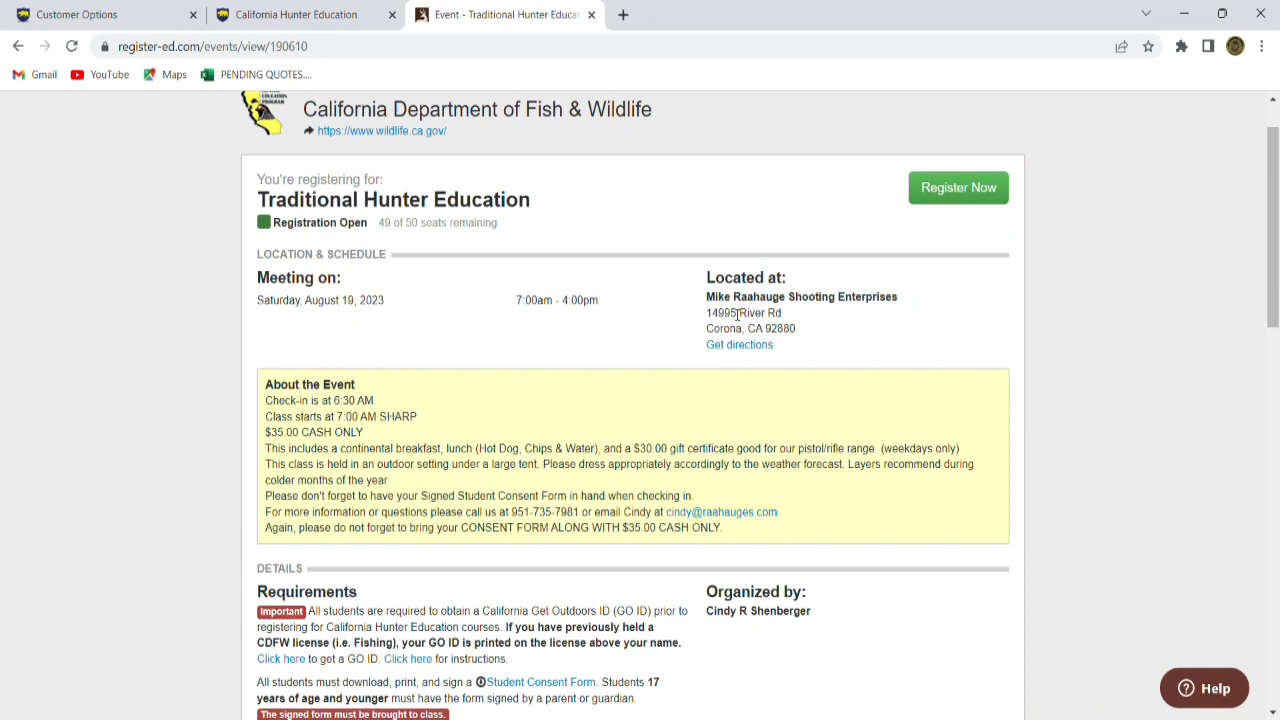 Customer Options
California Hunter Education
Event - Traditional Hunter Educat
register-ed.com/events/view/190610
Gmail
YouTube
Maps
PENDING QUOTES....
EDUCATION
PROGRAM
California Department of Fish & Wildlife
https://www.wildlife.ca.gov/
You're registering for:
Register Now
Traditional Hunter Education
Registration Open 49 of 50 seats remaining
LOCATION & SCHEDULE
Meeting on:
Located at:
Saturday, August 19, 2023
7:00am - 4:00pm
Mike Raahauge Shooting Enterprises
14995 River Rd
Corona, CA 92880
Get directions
About the Event
Check-in is at 6:30 AM
Class starts at 7:00 AM SHARP
$35.00 CASH ONLY
This includes a continental breakfast, lunch (Hot Dog, Chips & Water), and a $30.00 gift certificate good for our pistol/rifle range. (weekdays only)
This class is held in an outdoor setting under a large tent. Please dress appropriately accordingly to the weather forecast. Layers recommend during
colder months of the year.
Please don't forget to have your Signed Student Consent Form in hand when checking in.
For more information or questions please call us at 951-735-7981 or email Cindy at cindy@raahauges.com
Again, please do not forget to bring your CONSENT FORM ALONG WITH $35.00 CASH ONLY.
DETAILS
Requirements
Organized by:
Important All students are required to obtain a California Get Outdoors ID (GO ID) prior to
Cindy R Shenberger
registering for California Hunter Education courses. If you have previously held a
CDFW license (i.e. Fishing), your GO ID is printed on the license above your name.
Click here to get a GO ID. Click here for instructions.
All students must download, print, and sign a Student Consent Form. Students 17
years of age and younger must have the form signed by a parent or guardian.
The signed form must be brought to class.
Help